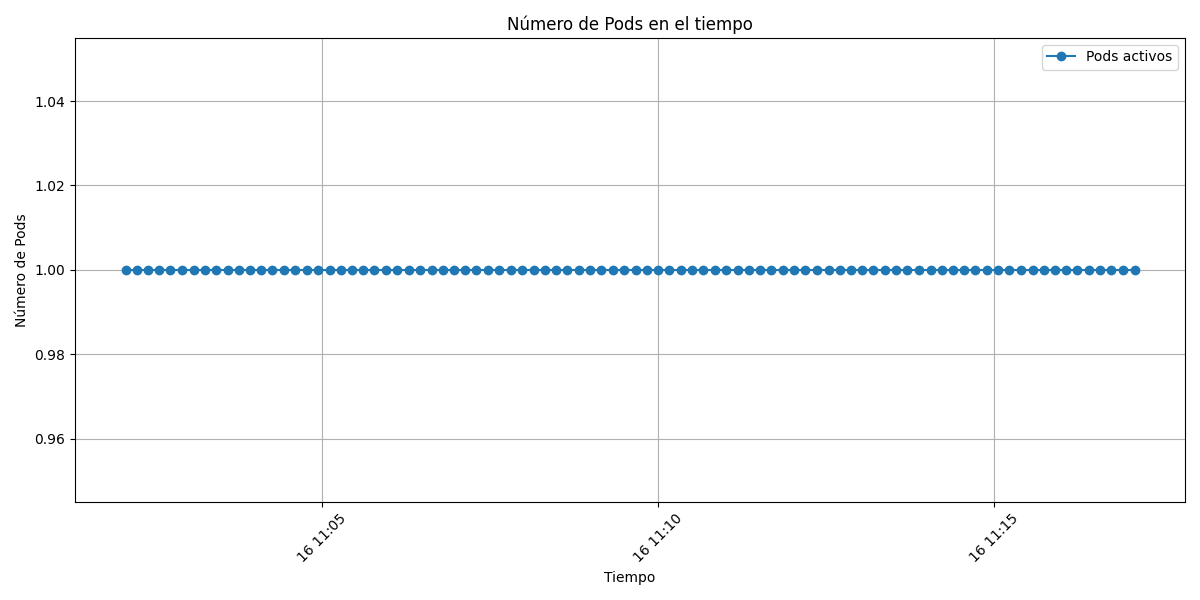 Número de Pods en el tiempo
Pods activos
1.04
1.02
1.00
0.98
0.96
Número de Pods
16 11:05
16 11:10
16 11:15
Tiempo